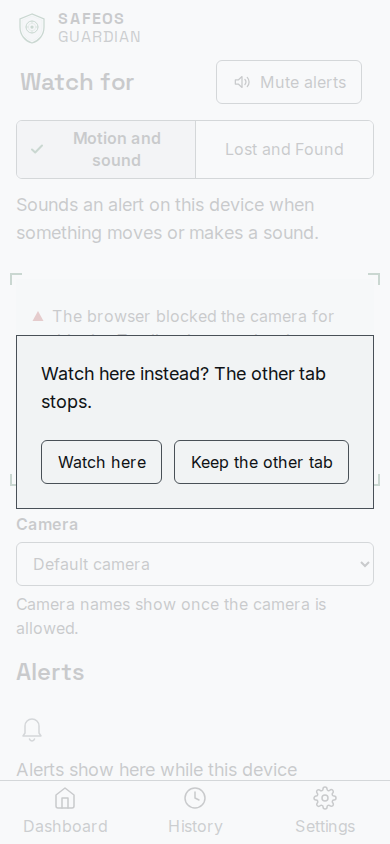 SAFEOS
GUARDIAN
Watch for
Mute alerts
Motion and
sound
Lost and Found
Sounds an alert on this device when
something moves or makes a sound.
The browser blocked the camera for
Watch here instead? The other tab
stops.
Watch here
Keep the other tab
Camera
Default camera
Camera names show once the camera is
allowed.
Alerts
Alerts show here while this device
Dashboard
History
Settings